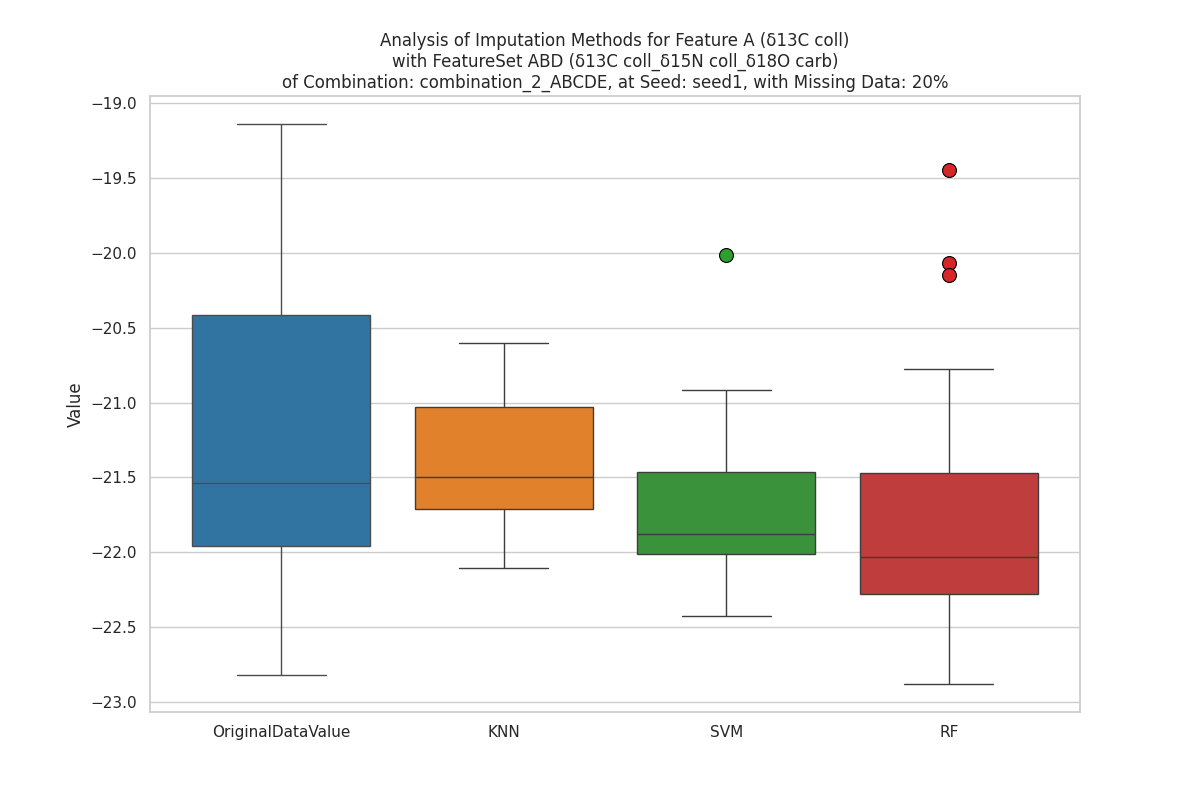 Analysis of Imputation Methods for Feature A (δ13C coll)
with FeatureSet ABD (δ13C coll_δ15N coll_δ18O carb)
of Combination: combination_2_ABCDE, at Seed: seed1, with Missing Data: 20%
−19.0
−19.5
−20.0
−20.5
−21.0
−21.5
−22.0
−22.5
−23.0
Value
OriginalDataValue
KNN
SVM
RF